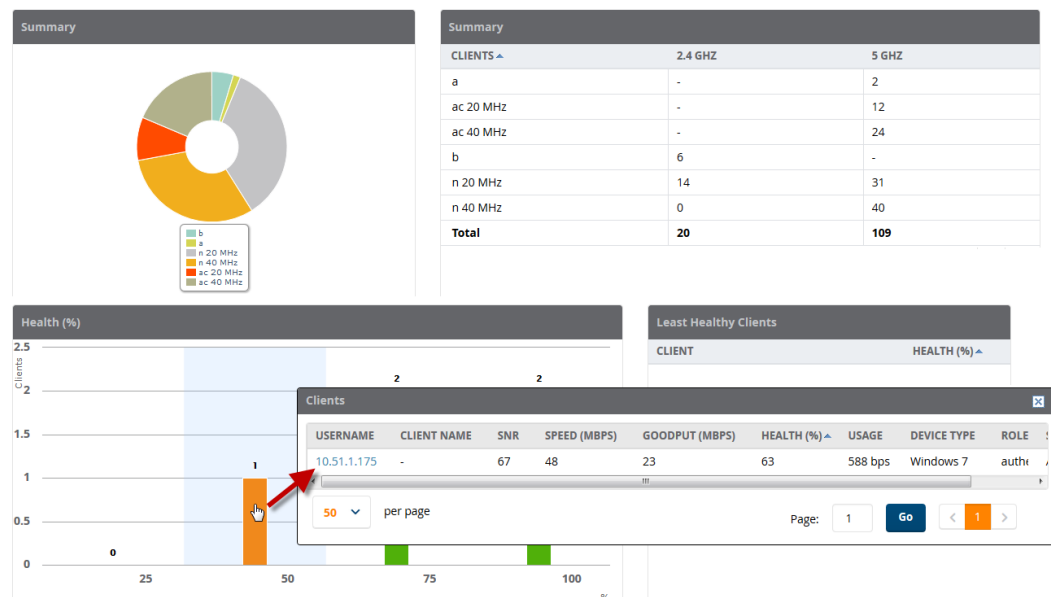 Summary
b
a
n 20 MHz
n 40 MHz
ac 20 MHz
ac 40 MHz
Summary
CLIENTS 2.4 GHZ 5 GHZ
a - 2
ac 20 MHz - 12
ac 40 MHz - 24
b 6 -
n 20 MHz 14 31
n 40 MHz 0 40
Total 20 109
Health (%)
2.5
Clients
2
1.5
1
0.5
0
0
1
2
2
25 50 75 100
%
Least Healthy Clients
CLIENT HEALTH (%)
Clients
USERNAME CLIENT NAME SNR SPEED (MBPS) GOODPUT (MBPS) HEALTH (%) USAGE DEVICE TYPE ROLE
10.51.1.175 - 67 48 23 63 588 bps Windows 7 authe
50 per page
Page: 1 Go < 1 >